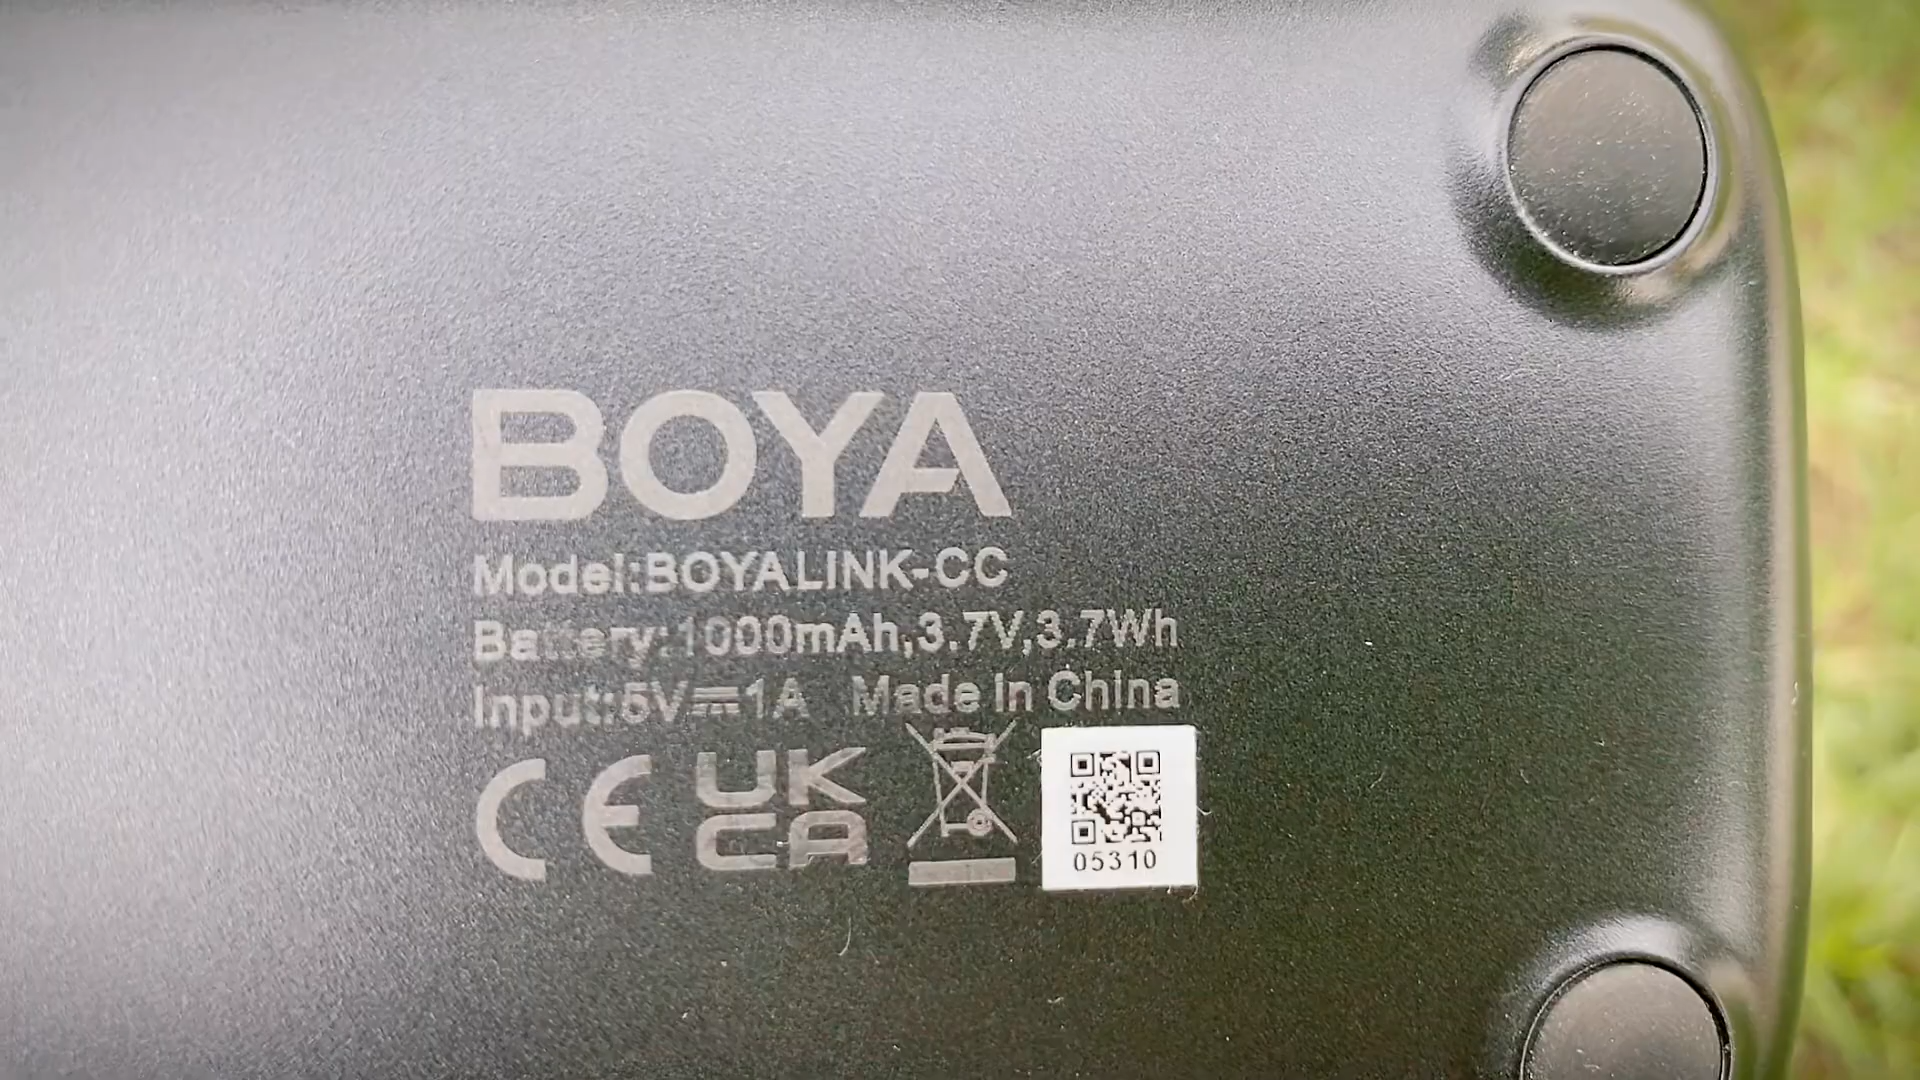 BOYA
Model:BOYALINK-CC
Battery:1000mAh,3.7V,3.7Wh
Input:5V⎓1A Made In China
CE UK CA
05310